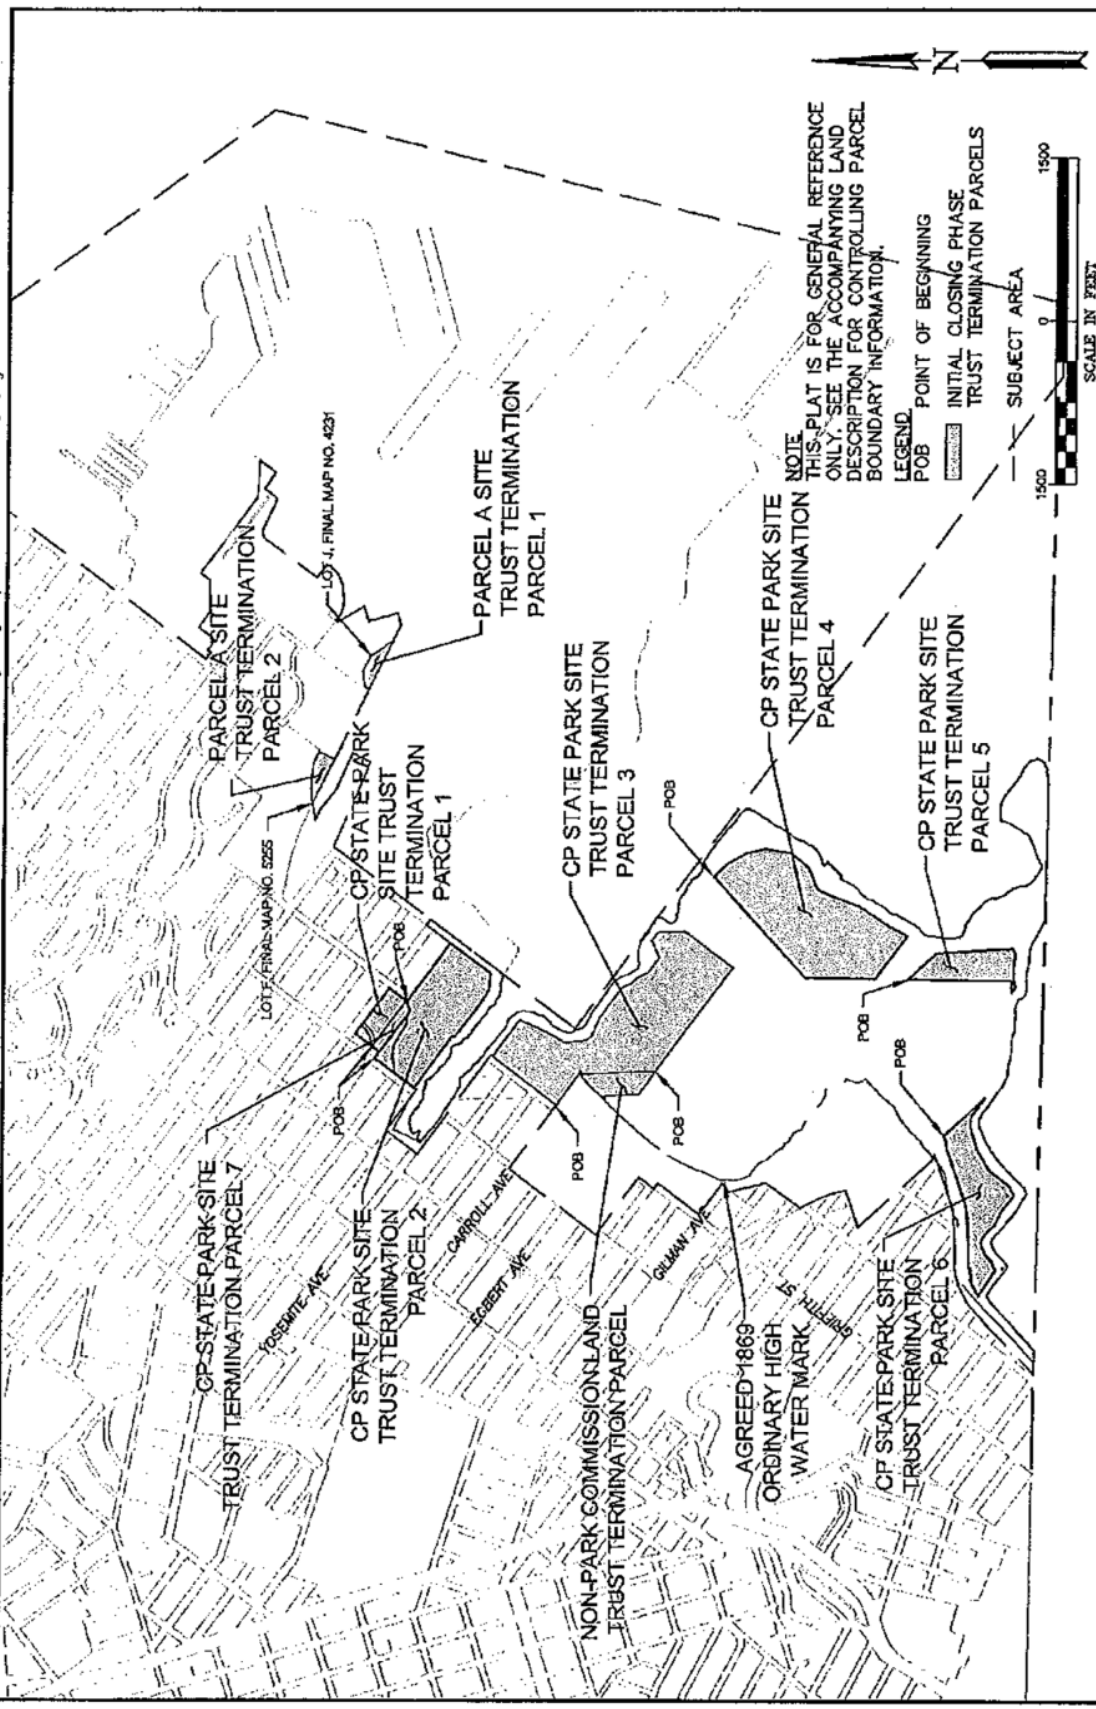 PARCEL A SITE
TRUST TERMINATION
PARCEL 2
LOT J, FINAL MAP NO. 4231
PARCEL A SITE
TRUST TERMINATION
PARCEL 1
LOT F, FINAL MAP NO. 5255
CP STATE PARK
SITE TRUST
TERMINATION
PARCEL 1
POB
POB
CP STATE PARK SITE
TRUST TERMINATION PARCEL 7
CP STATE PARK SITE
TRUST TERMINATION
PARCEL 2
YOSEMITE AVE
CARROLL AVE
EGBERT AVE
GILMAN AVE
GRIFFITH ST
CP STATE PARK SITE
TRUST TERMINATION
PARCEL 3
POB
POB
POB
NON-PARK COMMISSION LAND
TRUST TERMINATION PARCEL
AGREED 1869
ORDINARY HIGH
WATER MARK
CP STATE PARK SITE
TRUST TERMINATION
PARCEL 4
CP STATE PARK SITE
TRUST TERMINATION
PARCEL 5
POB
POB
CP STATE PARK SITE
TRUST TERMINATION
PARCEL 6
N
NOTE
THIS PLAT IS FOR GENERAL REFERENCE
ONLY. SEE THE ACCOMPANYING LAND
DESCRIPTION FOR CONTROLLING PARCEL
BOUNDARY INFORMATION.
LEGEND
POB POINT OF BEGINNING
INITIAL CLOSING PHASE
TRUST TERMINATION PARCELS
SUBJECT AREA
1500 0 1500
SCALE IN FEET